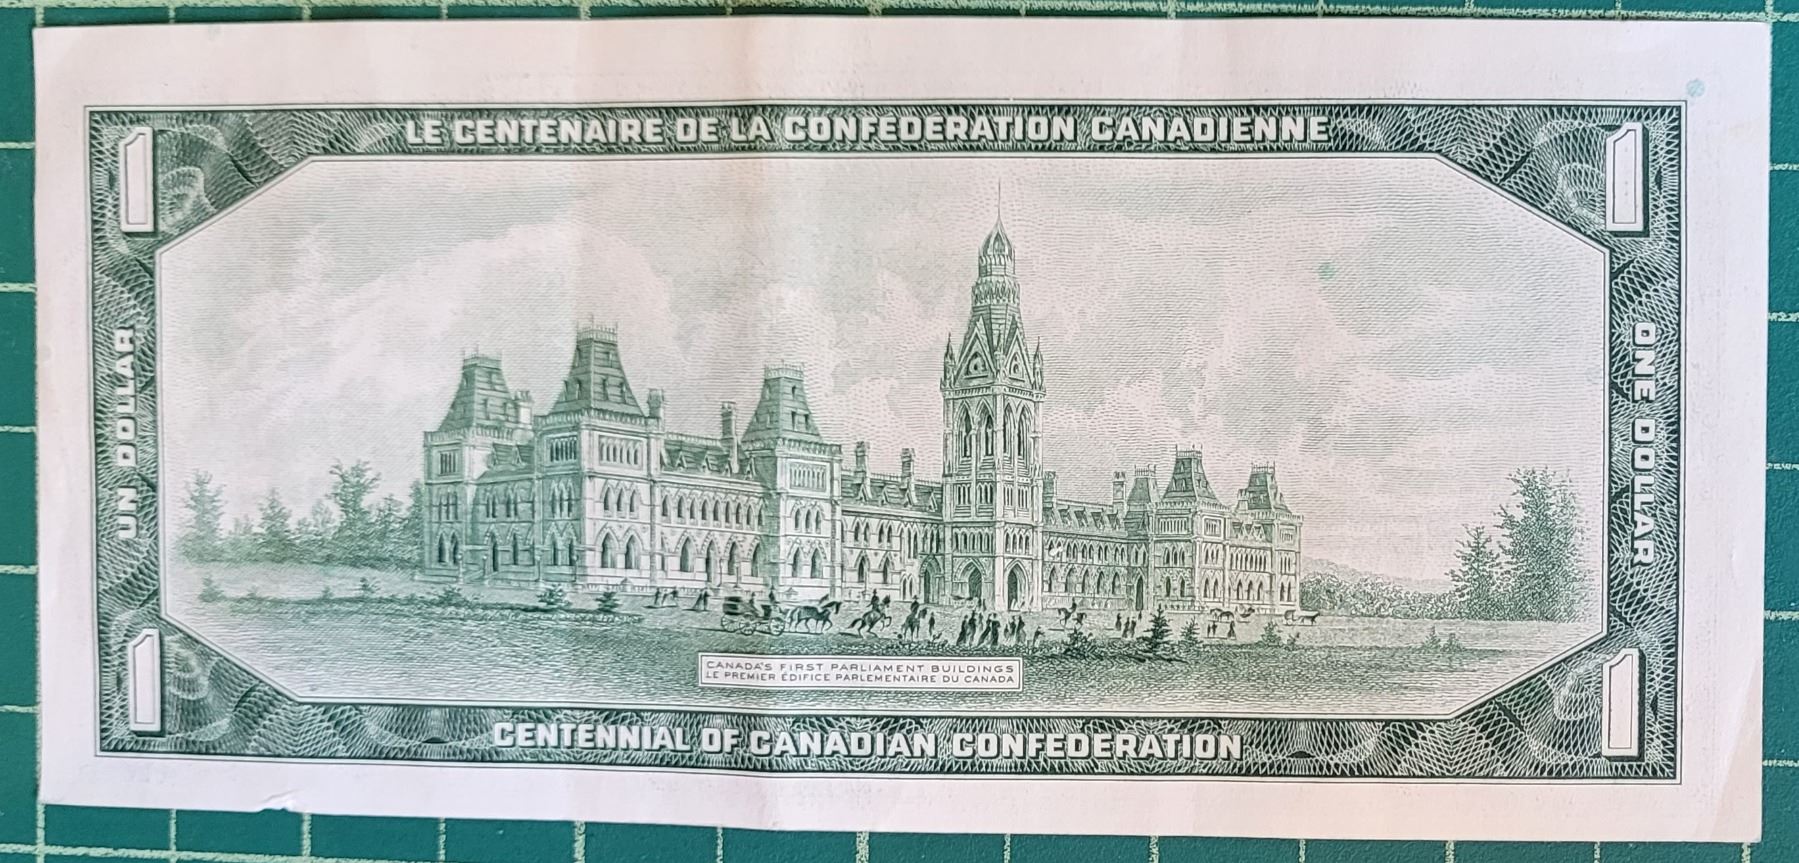 1 LE CENTENAIRE DE LA CONFEDERATION CANADIENNE 1
UN DOLLAR
ONE DOLLAR
CANADA'S FIRST PARLIAMENT BUILDINGS
LE PREMIER ÉDIFICE PARLEMENTAIRE DU CANADA
1 CENTENNIAL OF CANADIAN CONFEDERATION 1